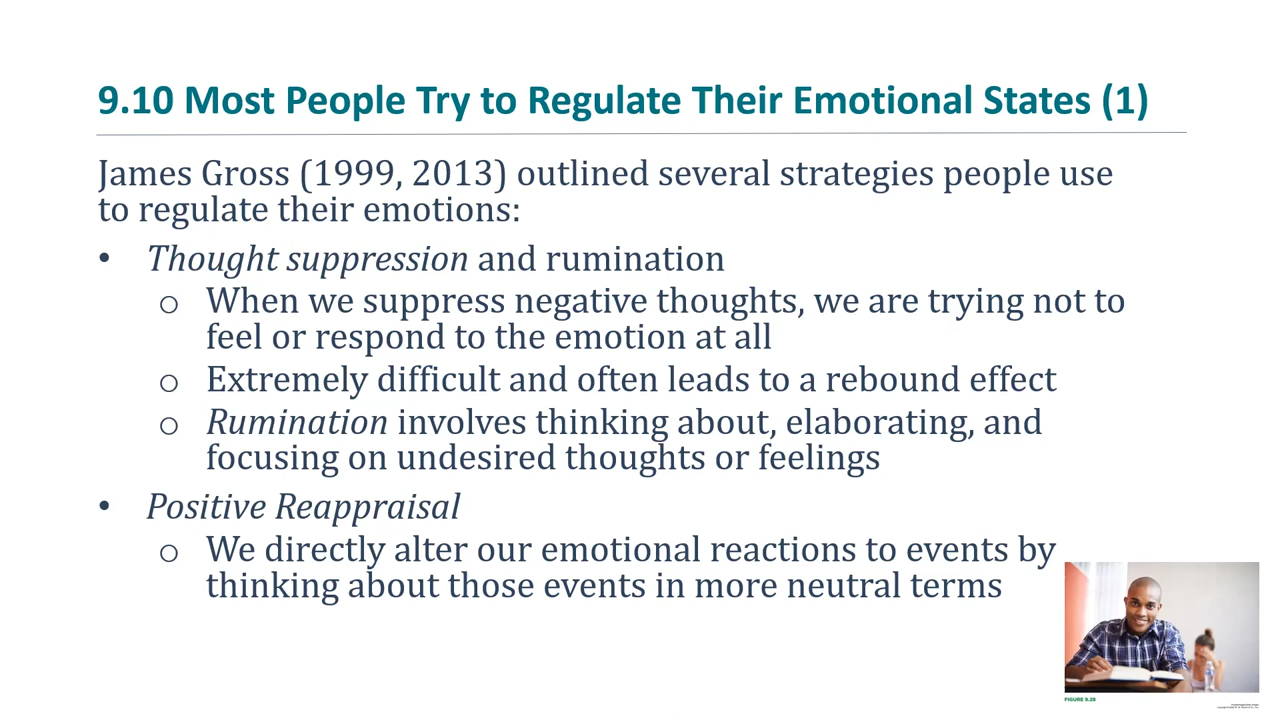 9.10 Most People Try to Regulate Their Emotional States (1)
James Gross (1999, 2013) outlined several strategies people use
to regulate their emotions:
• Thought suppression and rumination
o When we suppress negative thoughts, we are trying not to
feel or respond to the emotion at all
o Extremely difficult and often leads to a rebound effect
o Rumination involves thinking about, elaborating, and
focusing on undesired thoughts or feelings
• Positive Reappraisal
o We directly alter our emotional reactions to events by
thinking about those events in more neutral terms